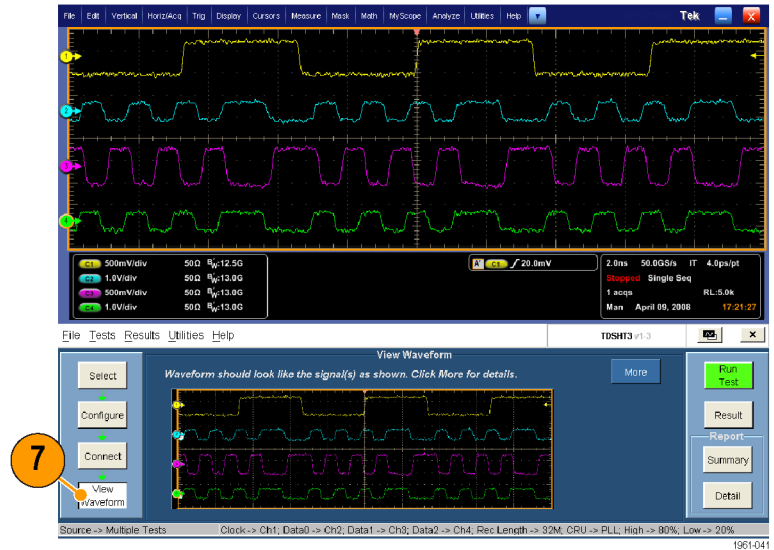 File Edit Vertical Horiz/Acq Trig Display Cursors Measure Mask Math MyScope Analyze Utilities Help Tek X
1
2
3
4
C1 500mV/div 50Ω BW:12.5G
C2 1.0V/div 50Ω BW:13.0G
C3 500mV/div 50Ω BW:13.0G
C4 1.0V/div 50Ω BW:13.0G
A' C1 20.0mV
2.0ns 50.0GS/s IT 4.0ps/pt
Stopped Single Seq
1 acqs RL:5.0k
Man April 09, 2008 17:21:27
File Tests Results Utilities Help TDSHT3 v1-3 x
View Waveform
Waveform should look like the signal(s) as shown. Click More for details.
More
Select
Configure
Connect
View Waveform
7
Run Test
Result
Report
Summary
Detail
Source -> Multiple Tests Clock -> Ch1; Data0 -> Ch2; Data1 -> Ch3; Data2 -> Ch4; Rec Length -> 32M; CRU -> PLL; High -> 80%; Low -> 20%
1961-041